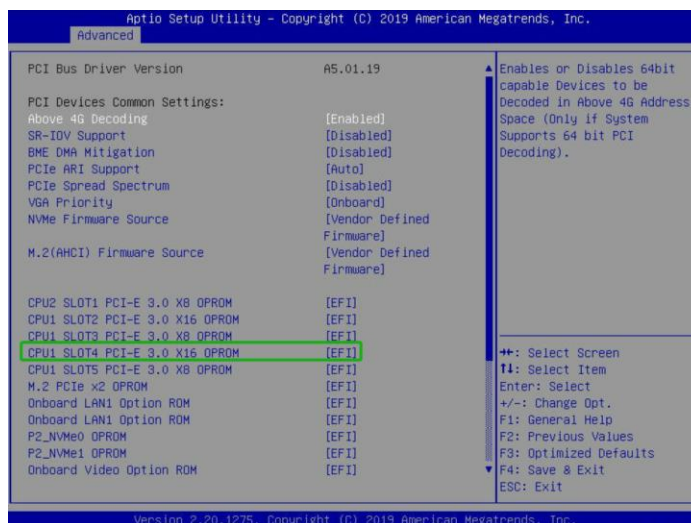 Aptio Setup Utility – Copyright (C) 2019 American Megatrends, Inc.
Advanced
PCI Bus Driver Version A5.01.19
PCI Devices Common Settings:
Above 4G Decoding [Enabled]
SR-IOV Support [Disabled]
BME DMA Mitigation [Disabled]
PCIe ARI Support [Auto]
PCIe Spread Spectrum [Disabled]
VGA Priority [Onboard]
NVMe Firmware Source [Vendor Defined
Firmware]
M.2(AHCI) Firmware Source [Vendor Defined
Firmware]
CPU2 SLOT1 PCI-E 3.0 X8 OPROM [EFI]
CPU1 SLOT2 PCI-E 3.0 X16 OPROM [EFI]
CPU1 SLOT3 PCI-E 3.0 X8 OPROM [EFI]
CPU1 SLOT4 PCI-E 3.0 X16 OPROM [EFI]
CPU1 SLOT5 PCI-E 3.0 X8 OPROM [EFI]
M.2 PCIe x2 OPROM [EFI]
Onboard LAN1 Option ROM [EFI]
Onboard LAN1 Option ROM [EFI]
P2_NVMe0 OPROM [EFI]
P2_NVMe1 OPROM [EFI]
Onboard Video Option ROM [EFI]
Enables or Disables 64bit
capable Devices to be
Decoded in Above 4G Address
Space (Only if System
Supports 64 bit PCI
Decoding).
→←: Select Screen
↑↓: Select Item
Enter: Select
+/-: Change Opt.
F1: General Help
F2: Previous Values
F3: Optimized Defaults
F4: Save & Exit
ESC: Exit
Version 2.20.1275. Copyright (C) 2019 American Megatrends, Inc.